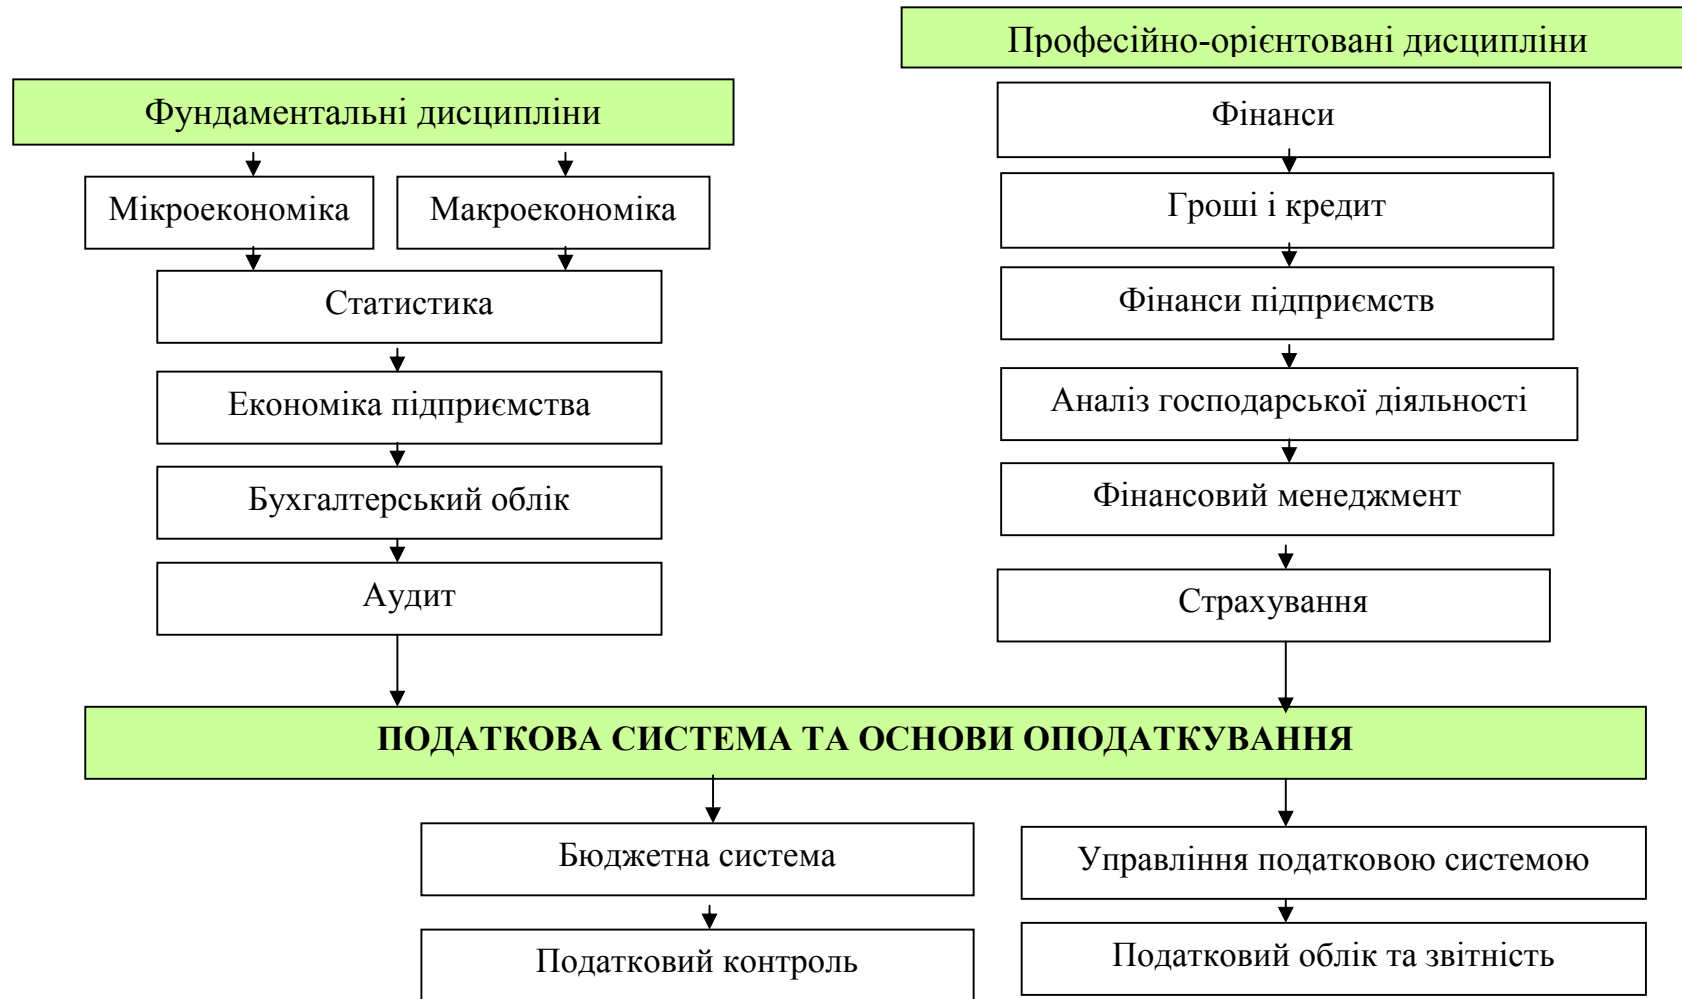 Професійно-орієнтовані дисципліни
Фундаментальні дисципліни
Мікроекономіка
Макроекономіка
Статистика
Економіка підприємства
Бухгалтерський облік
Аудит
Фінанси
Гроші і кредит
Фінанси підприємств
Аналіз господарської діяльності
Фінансовий менеджмент
Страхування
ПОДАТКОВА СИСТЕМА ТА ОСНОВИ ОПОДАТКУВАННЯ
Бюджетна система
Управління податковою системою
Податковий контроль
Податковий облік та звітність